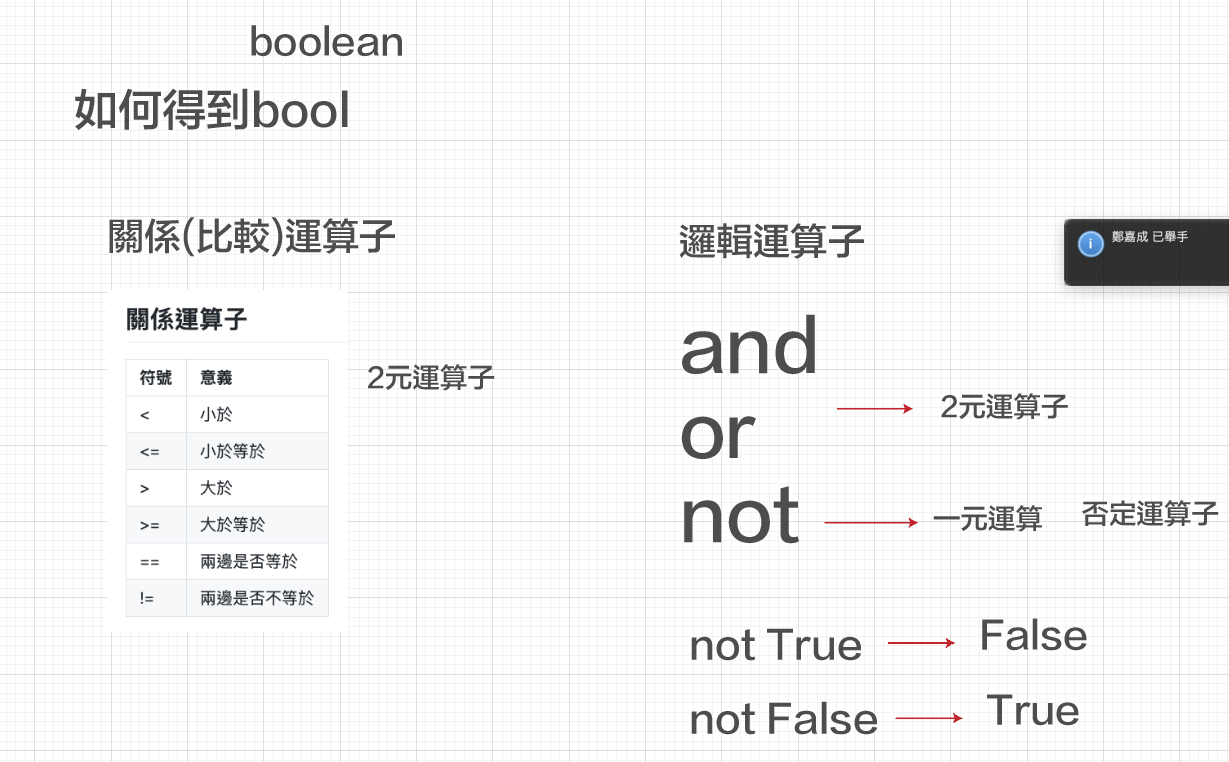 boolean
如何得到bool
關係(比較)運算子
關係運算子
符號 意義
< 小於
<= 小於等於
> 大於
>= 大於等於
== 兩邊是否等於
!= 兩邊是否不等於
2元運算子
邏輯運算子
and
or
2元運算子
not
一元運算
否定運算子
not True
False
not False
True
鄭嘉成 已舉手